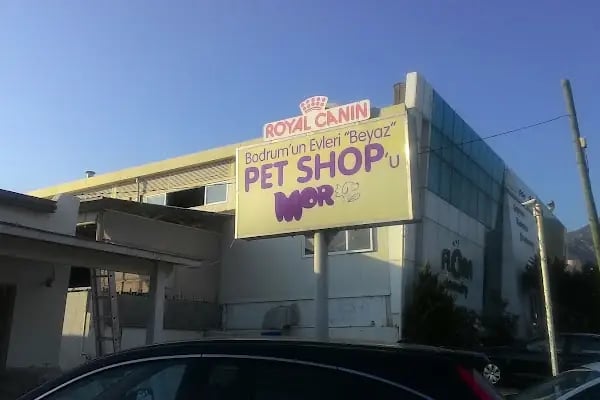 ROYAL CANIN
Bodrum'un Evleri "Beyaz"
PET SHOP'u
MOR